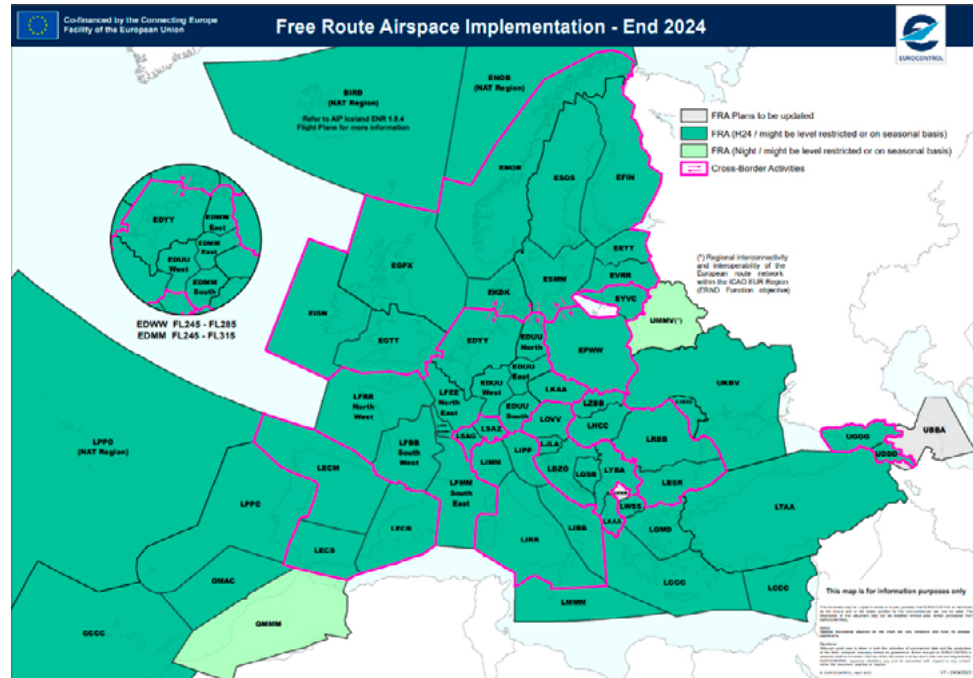 Co-financed by the Connecting Europe
Facility of the European Union
Free Route Airspace Implementation - End 2024
EUROCONTROL
BIRD
(NAT Region)
Refer to AIP Iceland ENR 1.8.4
Flight Plans for more information
ENOB
(NAT Region)
FRA Plans to be updated
FRA (H24 / might be level restricted or on seasonal basis)
FRA (Night / might be level restricted or on seasonal basis)
Cross-Border Activities
ENOR
ESOS
EFIN
EDYY
EDWW
East
EDMM
East
EDUU
West
EDMM
South
EDWW FL245 - FL285
EDMM FL245 - FL315
EGPX
EETT
EVRR
(*) Regional interconnectivity
and interoperability of the
European route network
within the ICAO EUR Region
(ERND Function objective)
ESMM
EKDK
EYVC
EISN
UMMV(*)
EGTT
EDYY
EDUU
North
EPWW
EDUU
East
UKBV
LFRR
North
West
LFEE
North
East
EDUU
West
LKAA
EDUU
South
LZBB
LOVV
LHCC
LSAG
LSAZ
LRBB
UBBA
UGGG
UDDD
LPPO
(NAT Region)
LFBB
South
West
LJLA
LIMM
LIPP
LECM
LDZO
LQSB
LYBA
LBSR
LFMM
South
East
LWSS
LTAA
LPPC
LAAA
LECB
LIBB
LGMD
LECS
LIRR
GMAC
LGGG
LCCC
LMMM
GMMM
GCCC
This map is for information purposes only